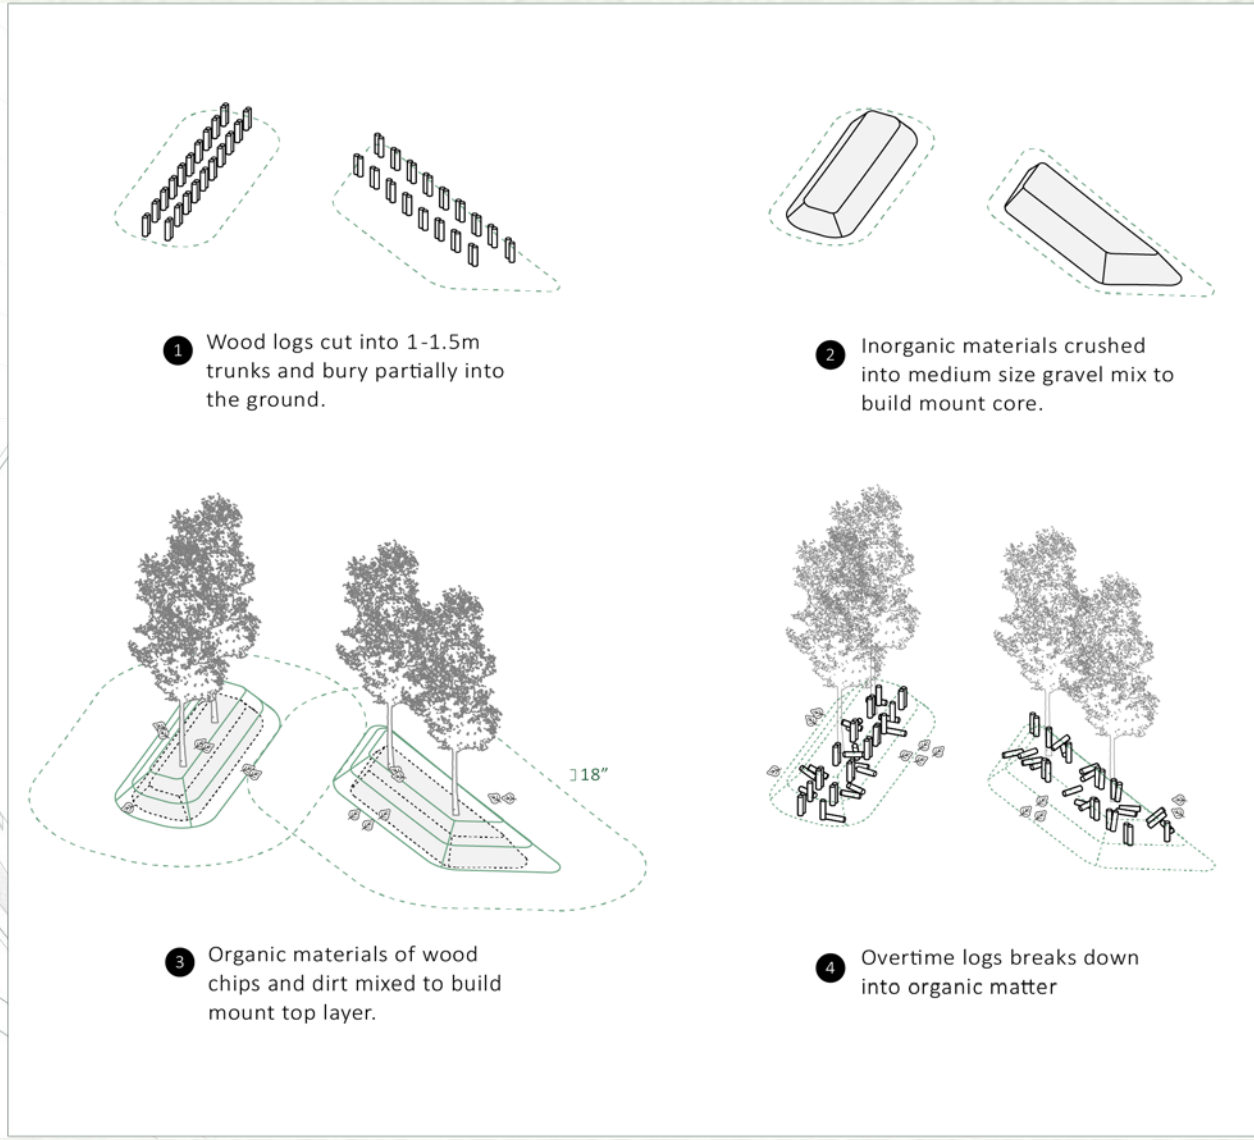 1 Wood logs cut into 1-1.5m
trunks and bury partially into
the ground.
2 Inorganic materials crushed
into medium size gravel mix to
build mount core.
18”
3 Organic materials of wood
chips and dirt mixed to build
mount top layer.
4 Overtime logs breaks down
into organic matter